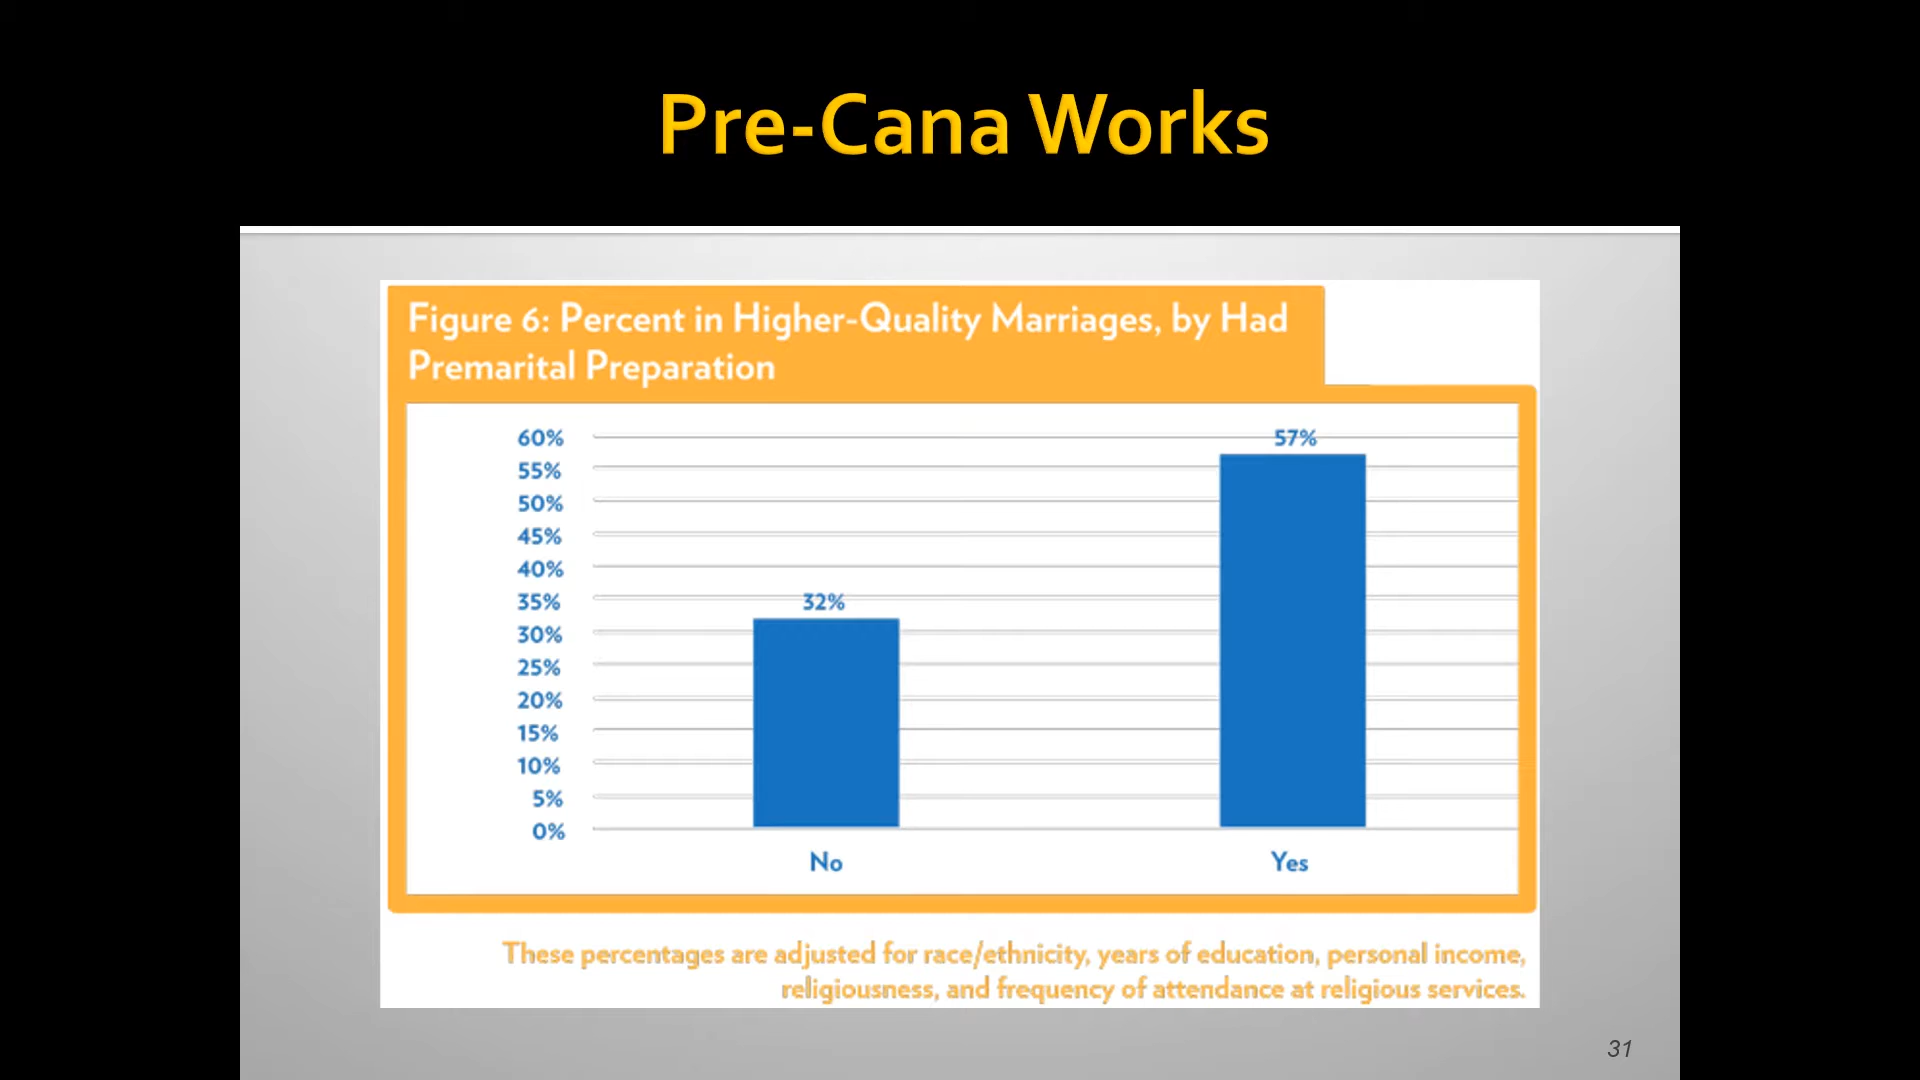 Pre-Cana Works
Figure 6: Percent in Higher-Quality Marriages, by Had
Premarital Preparation
60%
55%
50%
45%
40%
35%
30%
25%
20%
15%
10%
5%
0%
32%
57%
No
Yes
These percentages are adjusted for race/ethnicity, years of education, personal income,
religiousness, and frequency of attendance at religious services.
31